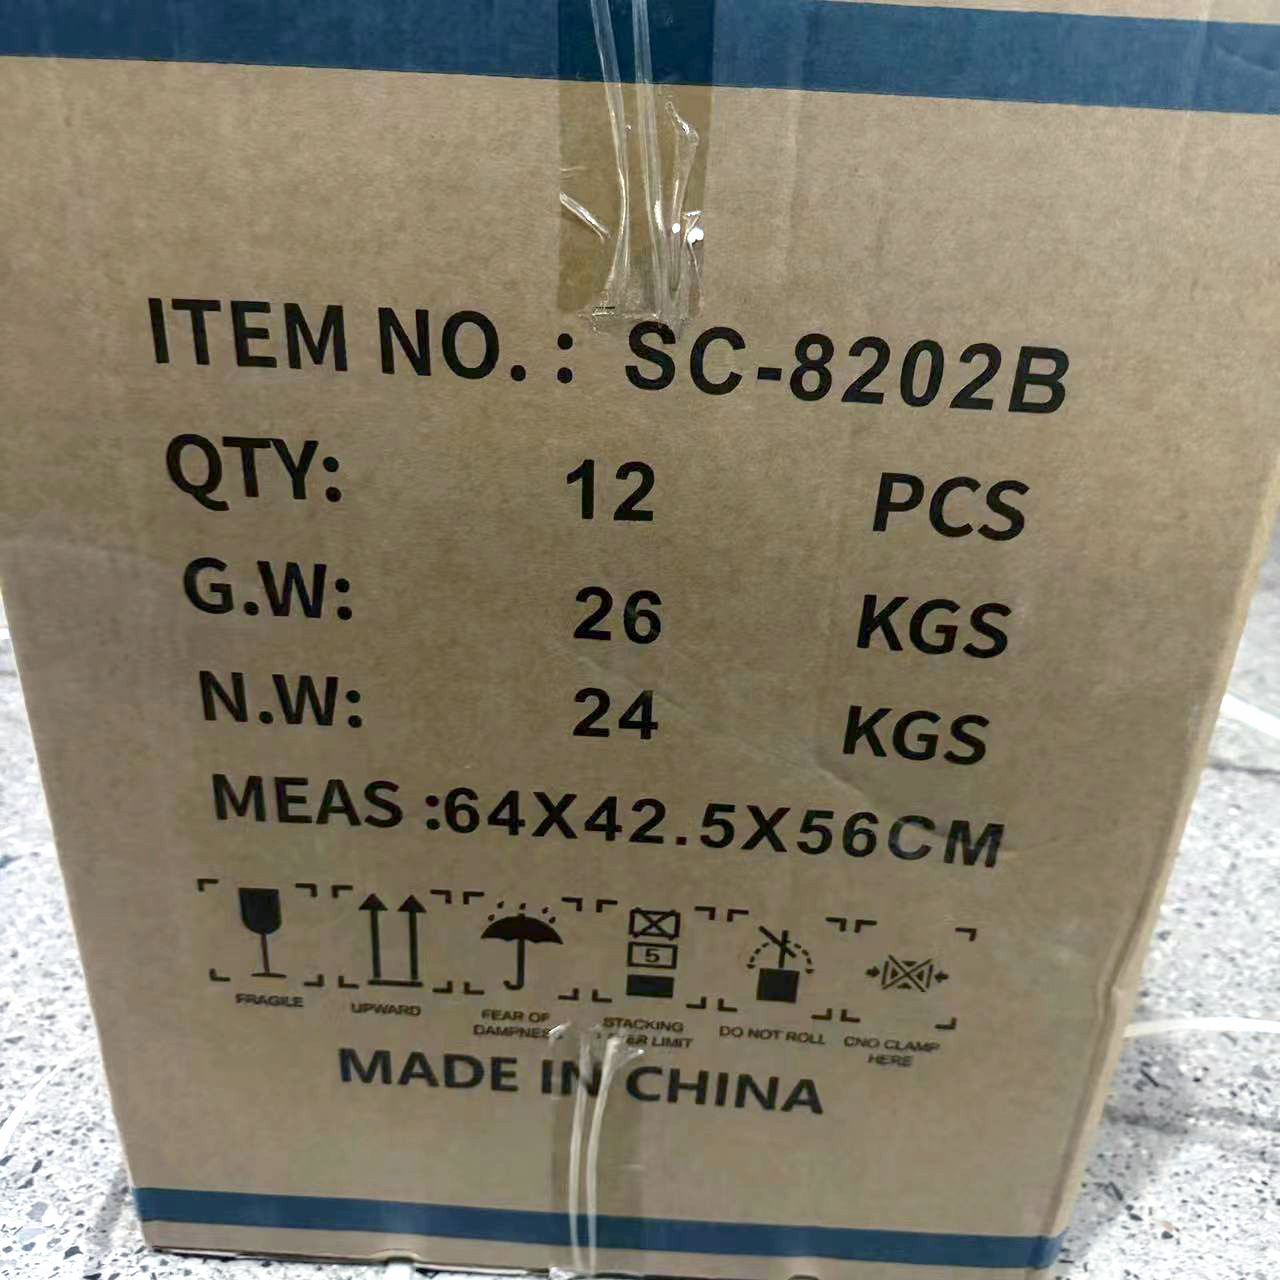 ITEM NO.: SC-8202B
QTY: 12 PCS
G.W: 26 KGS
N.W: 24 KGS
MEAS :64X42.5X56CM
5
FRAGILE
UPWARD
FEAR OF
DAMPNESS
STACKING
LIMIT
DO NOT ROLL
CNO CLAMP
HERE
MADE IN CHINA